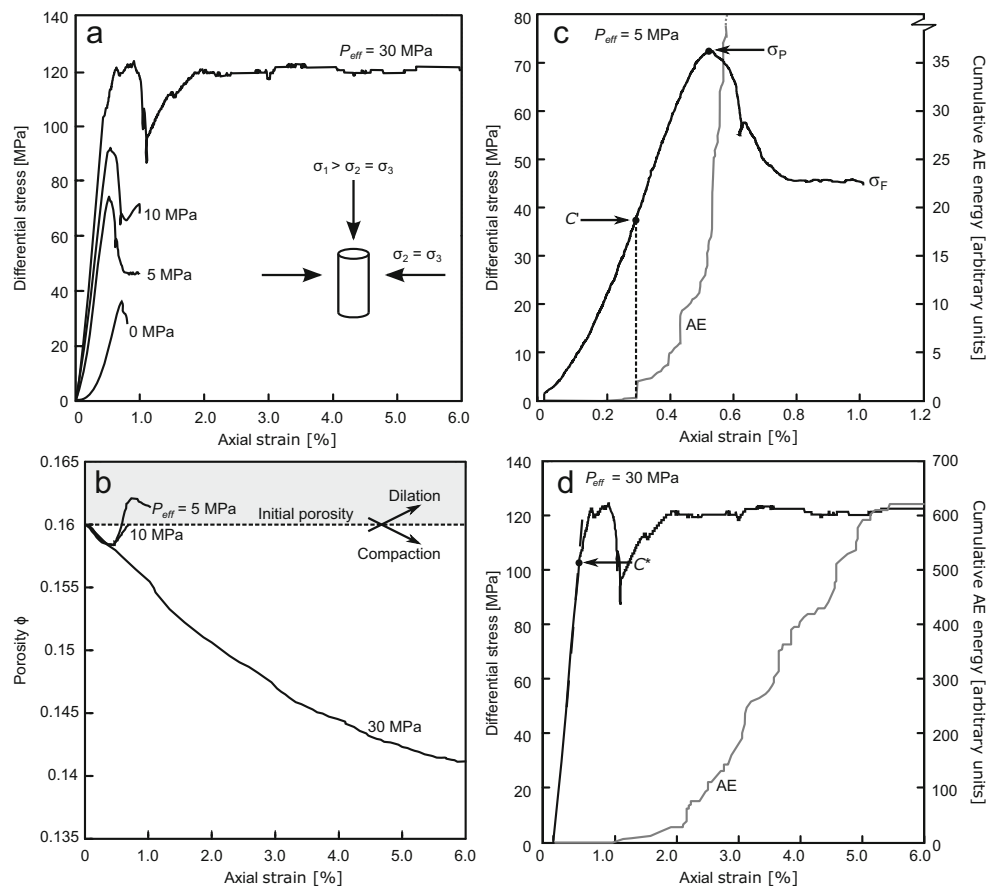 a
P_eff = 30 MPa
Differential stress [MPa]
140
120
100
80
60
40
20
0
10 MPa
5 MPa
0 MPa
σ1 > σ2 = σ3
σ2 = σ3
0
1.0
2.0
3.0
4.0
5.0
6.0
Axial strain [%]
c
P_eff = 5 MPa
Differential stress [MPa]
80
70
60
50
40
30
20
10
0
σP
σF
C'
AE
35
30
25
20
15
10
5
0
Cumulative AE energy [arbitrary units]
0
0.2
0.4
0.6
0.8
1.0
1.2
Axial strain [%]
b
Porosity ϕ
0.165
0.16
0.155
0.15
0.145
0.14
0.135
P_eff = 5 MPa
10 MPa
Initial porosity
Dilation
Compaction
30 MPa
0
1.0
2.0
3.0
4.0
5.0
6.0
Axial strain [%]
d
P_eff = 30 MPa
Differential stress [MPa]
140
120
100
80
60
40
20
0
C*
AE
700
600
500
400
300
200
100
0
Cumulative AE energy [arbitrary units]
0
1.0
2.0
3.0
4.0
5.0
6.0
Axial strain [%]